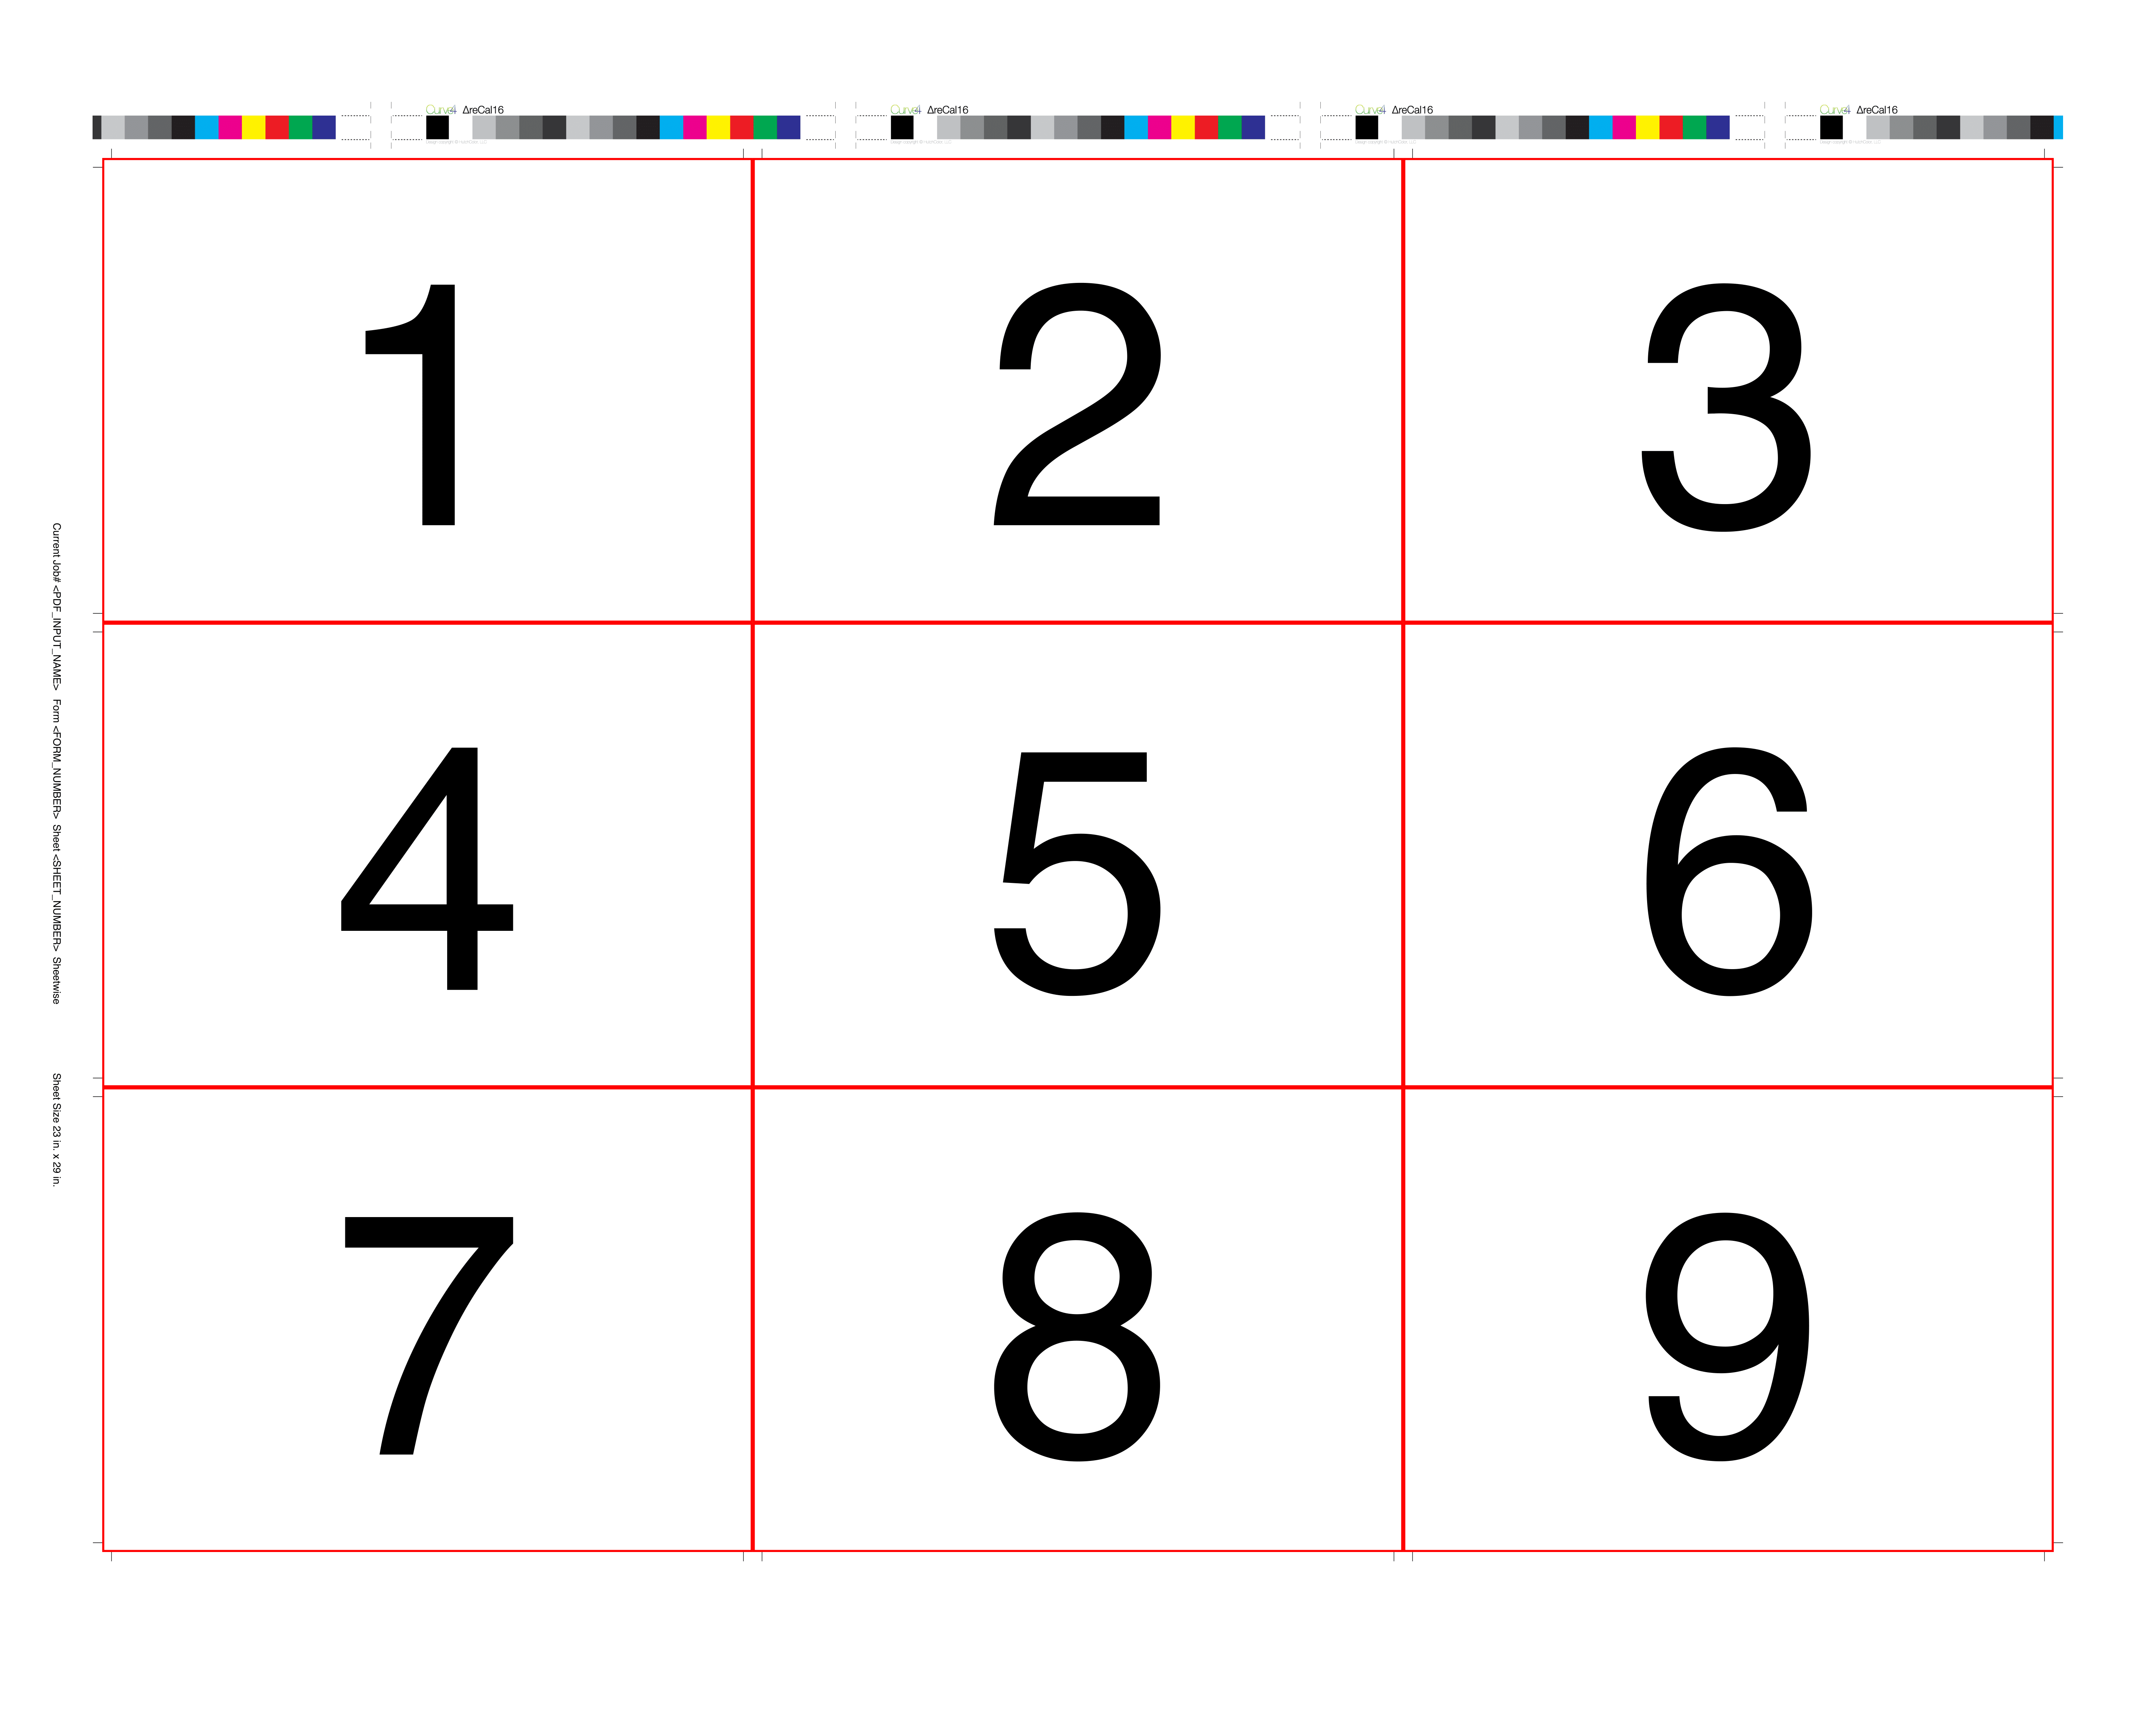 Curve4 ΔreCal16 Curve4 ΔreCal16 Curve4 ΔreCal16 Curve4 ΔreCal16
1 2 3
4 5 6
7 8 9
Current Job# <PDF_INPUT_NAME> Form <FORM_NUMBER> Sheet <SHEET_NUMBER> Sheetwise Sheet Size 23 in. x 29 in.